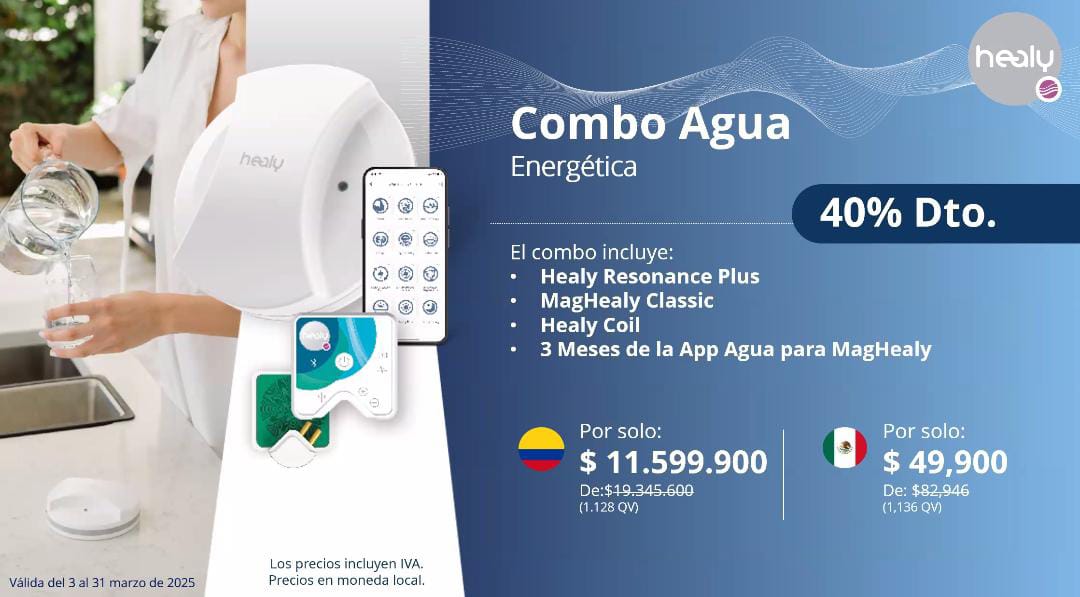 healy
Combo Agua
Energética
40% Dto.
El combo incluye:
• Healy Resonance Plus
• MagHealy Classic
• Healy Coil
• 3 Meses de la App Agua para MagHealy
Por solo:
$ 11.599.900
De:$19.345.600
(1.128 QV)
Por solo:
$ 49,900
De: $82,946
(1,136 QV)
healy
healy
Los precios incluyen IVA.
Precios en moneda local.
Válida del 3 al 31 marzo de 2025